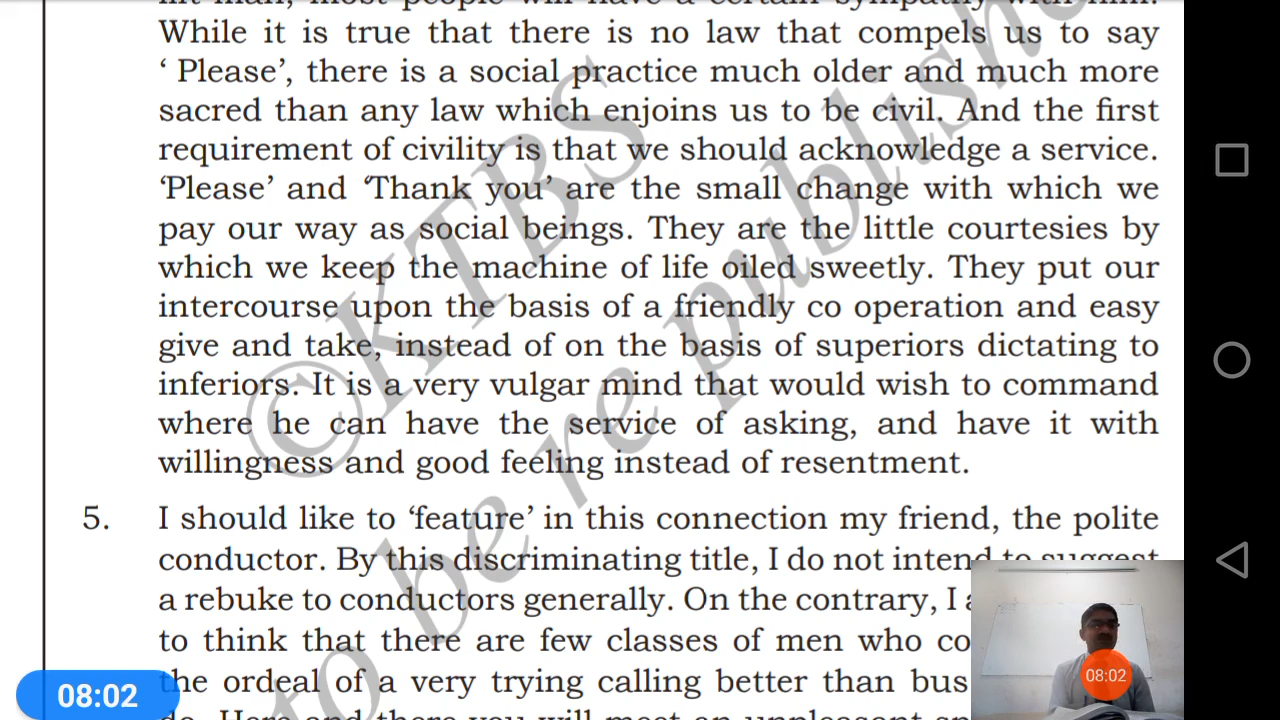 While it is true that there is no law that compels us to say
‘ Please’, there is a social practice much older and much more
sacred than any law which enjoins us to be civil. And the first
requirement of civility is that we should acknowledge a service.
‘Please’ and ‘Thank you’ are the small change with which we
pay our way as social beings. They are the little courtesies by
which we keep the machine of life oiled sweetly. They put our
intercourse upon the basis of a friendly co operation and easy
give and take, instead of on the basis of superiors dictating to
inferiors. It is a very vulgar mind that would wish to command
where he can have the service of asking, and have it with
willingness and good feeling instead of resentment.
5. I should like to ‘feature’ in this connection my friend, the polite
conductor. By this discriminating title, I do not intend to suggest
a rebuke to conductors generally. On the contrary, I
to think that there are few classes of men who
the ordeal of a very trying calling better than bus
©KTBS
to be re publishe
08:02
08:02